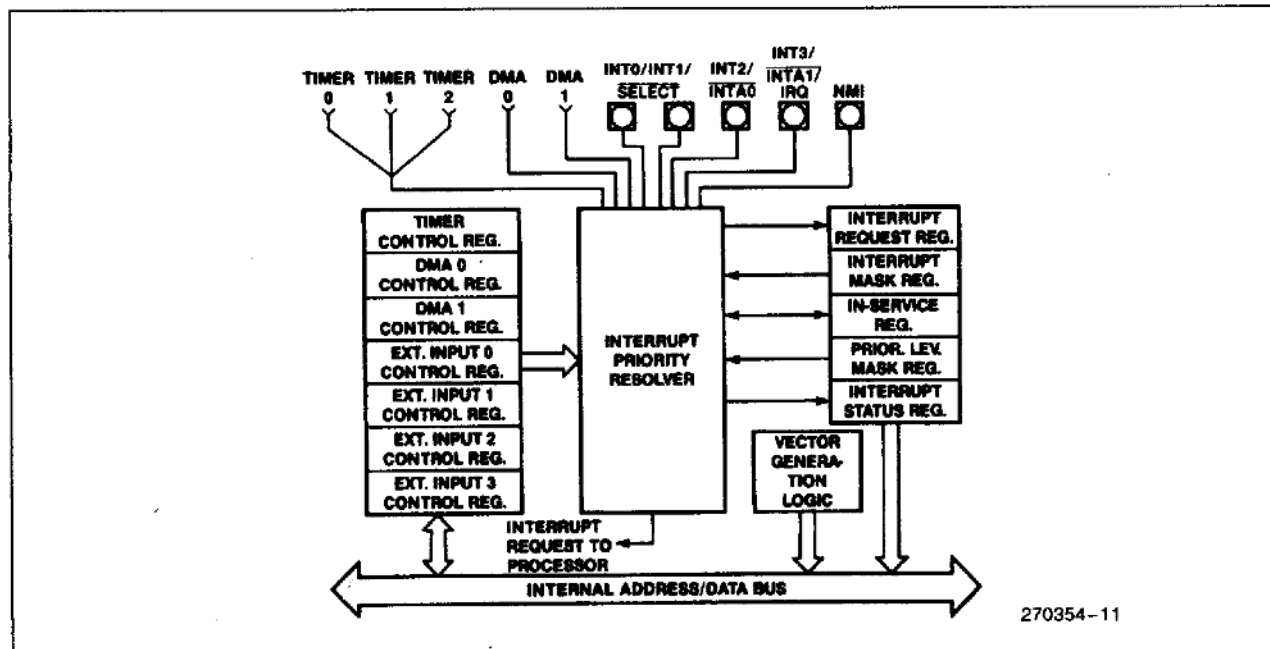 TIMER TIMER TIMER DMA DMA
0 1 2 0 1
INT0/INT1/
SELECT
INT2/
INTA0
INT3/
INTA1/
IRQ
NMI
TIMER
CONTROL REG.
DMA 0
CONTROL REG.
DMA 1
CONTROL REG.
EXT. INPUT 0
CONTROL REG.
EXT. INPUT 1
CONTROL REG.
EXT. INPUT 2
CONTROL REG.
EXT. INPUT 3
CONTROL REG.
INTERRUPT
PRIORITY
RESOLVER
INTERRUPT
REQUEST REG.
INTERRUPT
MASK REG.
IN-SERVICE
REG.
PRIOR. LEV.
MASK REG.
INTERRUPT
STATUS REG.
VECTOR
GENERA-
TION
LOGIC
INTERRUPT
REQUEST TO
PROCESSOR
INTERNAL ADDRESS/DATA BUS
270354-11